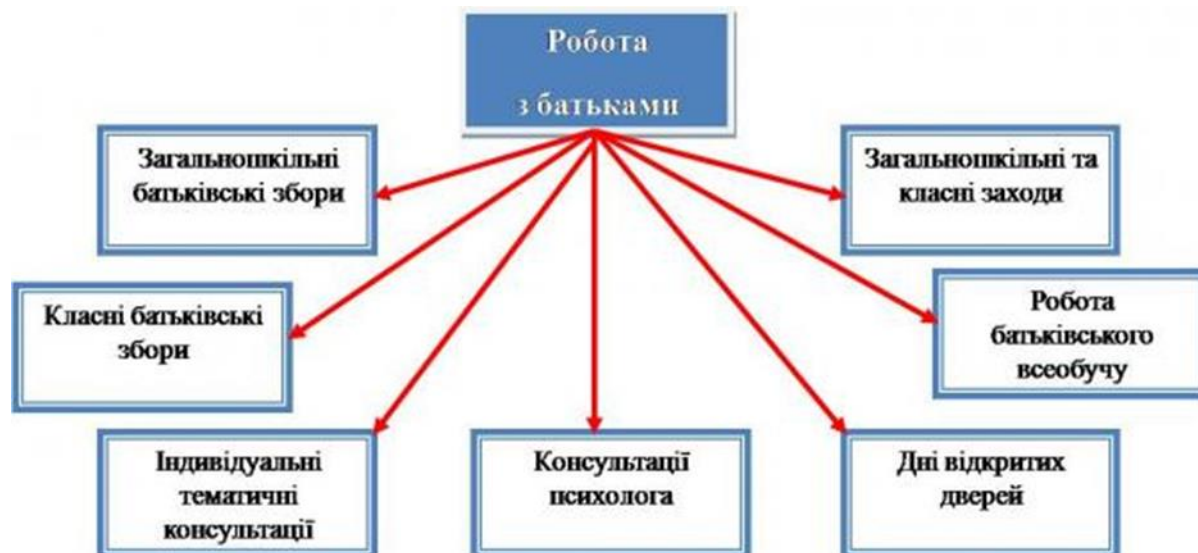 Робота
з батьками
Загальношкільні
батьківські збори
Загальношкільні та
класні заходи
Класні батьківські
збори
Робота
батьківського
всеобучу
Індивідуальні
тематичні
консультації
Консультації
психолога
Дні відкритих
дверей